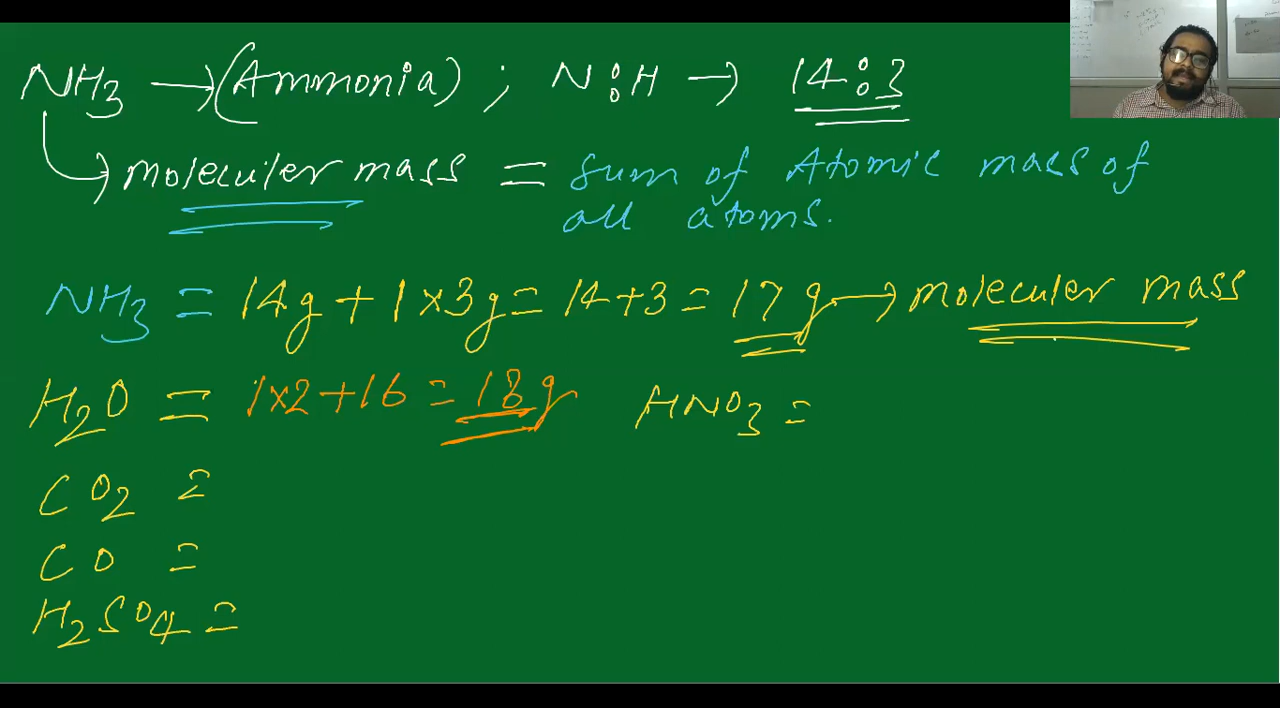 NH3 → (Ammonia) ; N : H → 14 : 3
moleculer mass = Sum of Atomic mass of
all atoms.
NH3 = 14g + 1×3g = 14+3 = 17g → moleculer mass
H2O = 1×2+16 = 18g HNO3 =
CO2 =
CO =
H2SO4 =